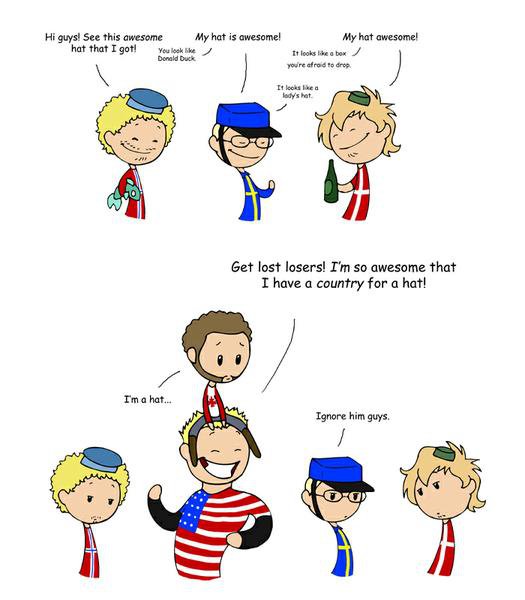 Hi guys! See this awesome
hat that I got!
You look like
Donald Duck.
My hat is awesome!
It looks like a
lady's hat.
It looks like a box
you're afraid to drop.
My hat awesome!
Get lost losers! I'm so awesome that
I have a country for a hat!
I'm a hat...
Ignore him guys.